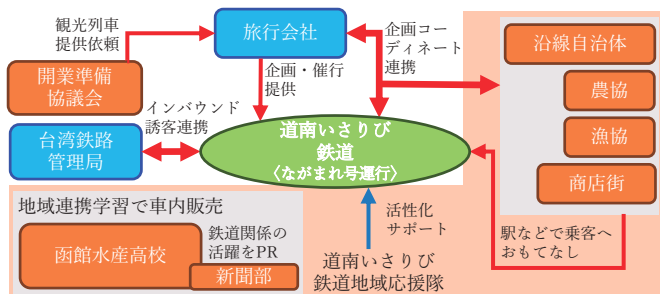 観光列車
提供依頼
旅行会社
企画コー
ディネート
連携
沿線自治体
開業準備
協議会
企画・催行
提供
農協
インバウンド
誘客連携
台湾鉄路
管理局
道南いさりび
鉄道
〈ながまれ号運行〉
漁協
商店街
地域連携学習で車内販売
函館水産高校
鉄道関係の
活躍をPR
新聞部
活性化
サポート
道南いさりび
鉄道地域応援隊
駅などで乗客へ
おもてなし